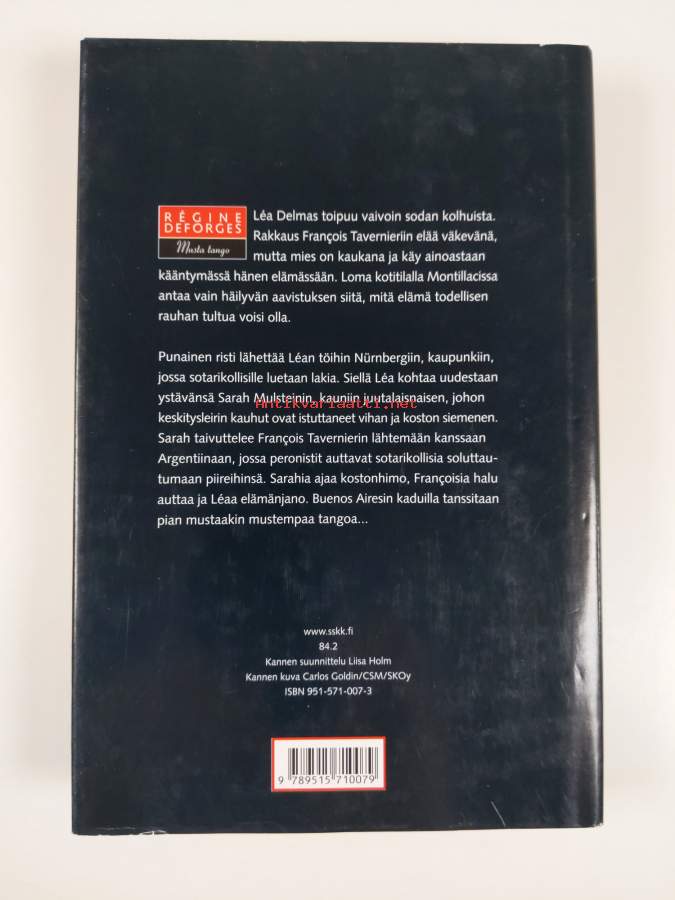 RÉGINE
DEFORGES
Musta tango
Léa Delmas toipuu vaivoin sodan kolhuista.
Rakkaus François Tavernieriin elää väkevänä,
mutta mies on kaukana ja käy ainoastaan
kääntymässä hänen elämässään. Loma kotitilalla Montillacissa
antaa vain häilyvän aavistuksen siitä, mitä elämä todellisen
rauhan tultua voisi olla.
Punainen risti lähettää Léan töihin Nürnbergiin, kaupunkiin,
jossa sotarikollisille luetaan lakia. Siellä Léa kohtaa uudestaan
ystävänsä Sarah Mulsteinin, kauniin juutalaisnaisen, johon
Antikvariaatti.net
keskitysleirin kauhut ovat istuttaneet vihan ja koston siemenen.
Sarah taivuttelee François Tavernierin lähtemään kanssaan
Argentiinaan, jossa peronistit auttavat sotarikollisia soluttau-
tumaan piireihinsä. Sarahia ajaa kostonhimo, Françoisia halu
auttaa ja Léaa elämänjano. Buenos Airesin kaduilla tanssitaan
pian mustaakin mustempaa tangoa...
www.sskk.fi
84.2
Kannen suunnittelu Liisa Holm
Kannen kuva Carlos Goldin/CSM/SKOy
ISBN 951-571-007-3
9 789515 710079